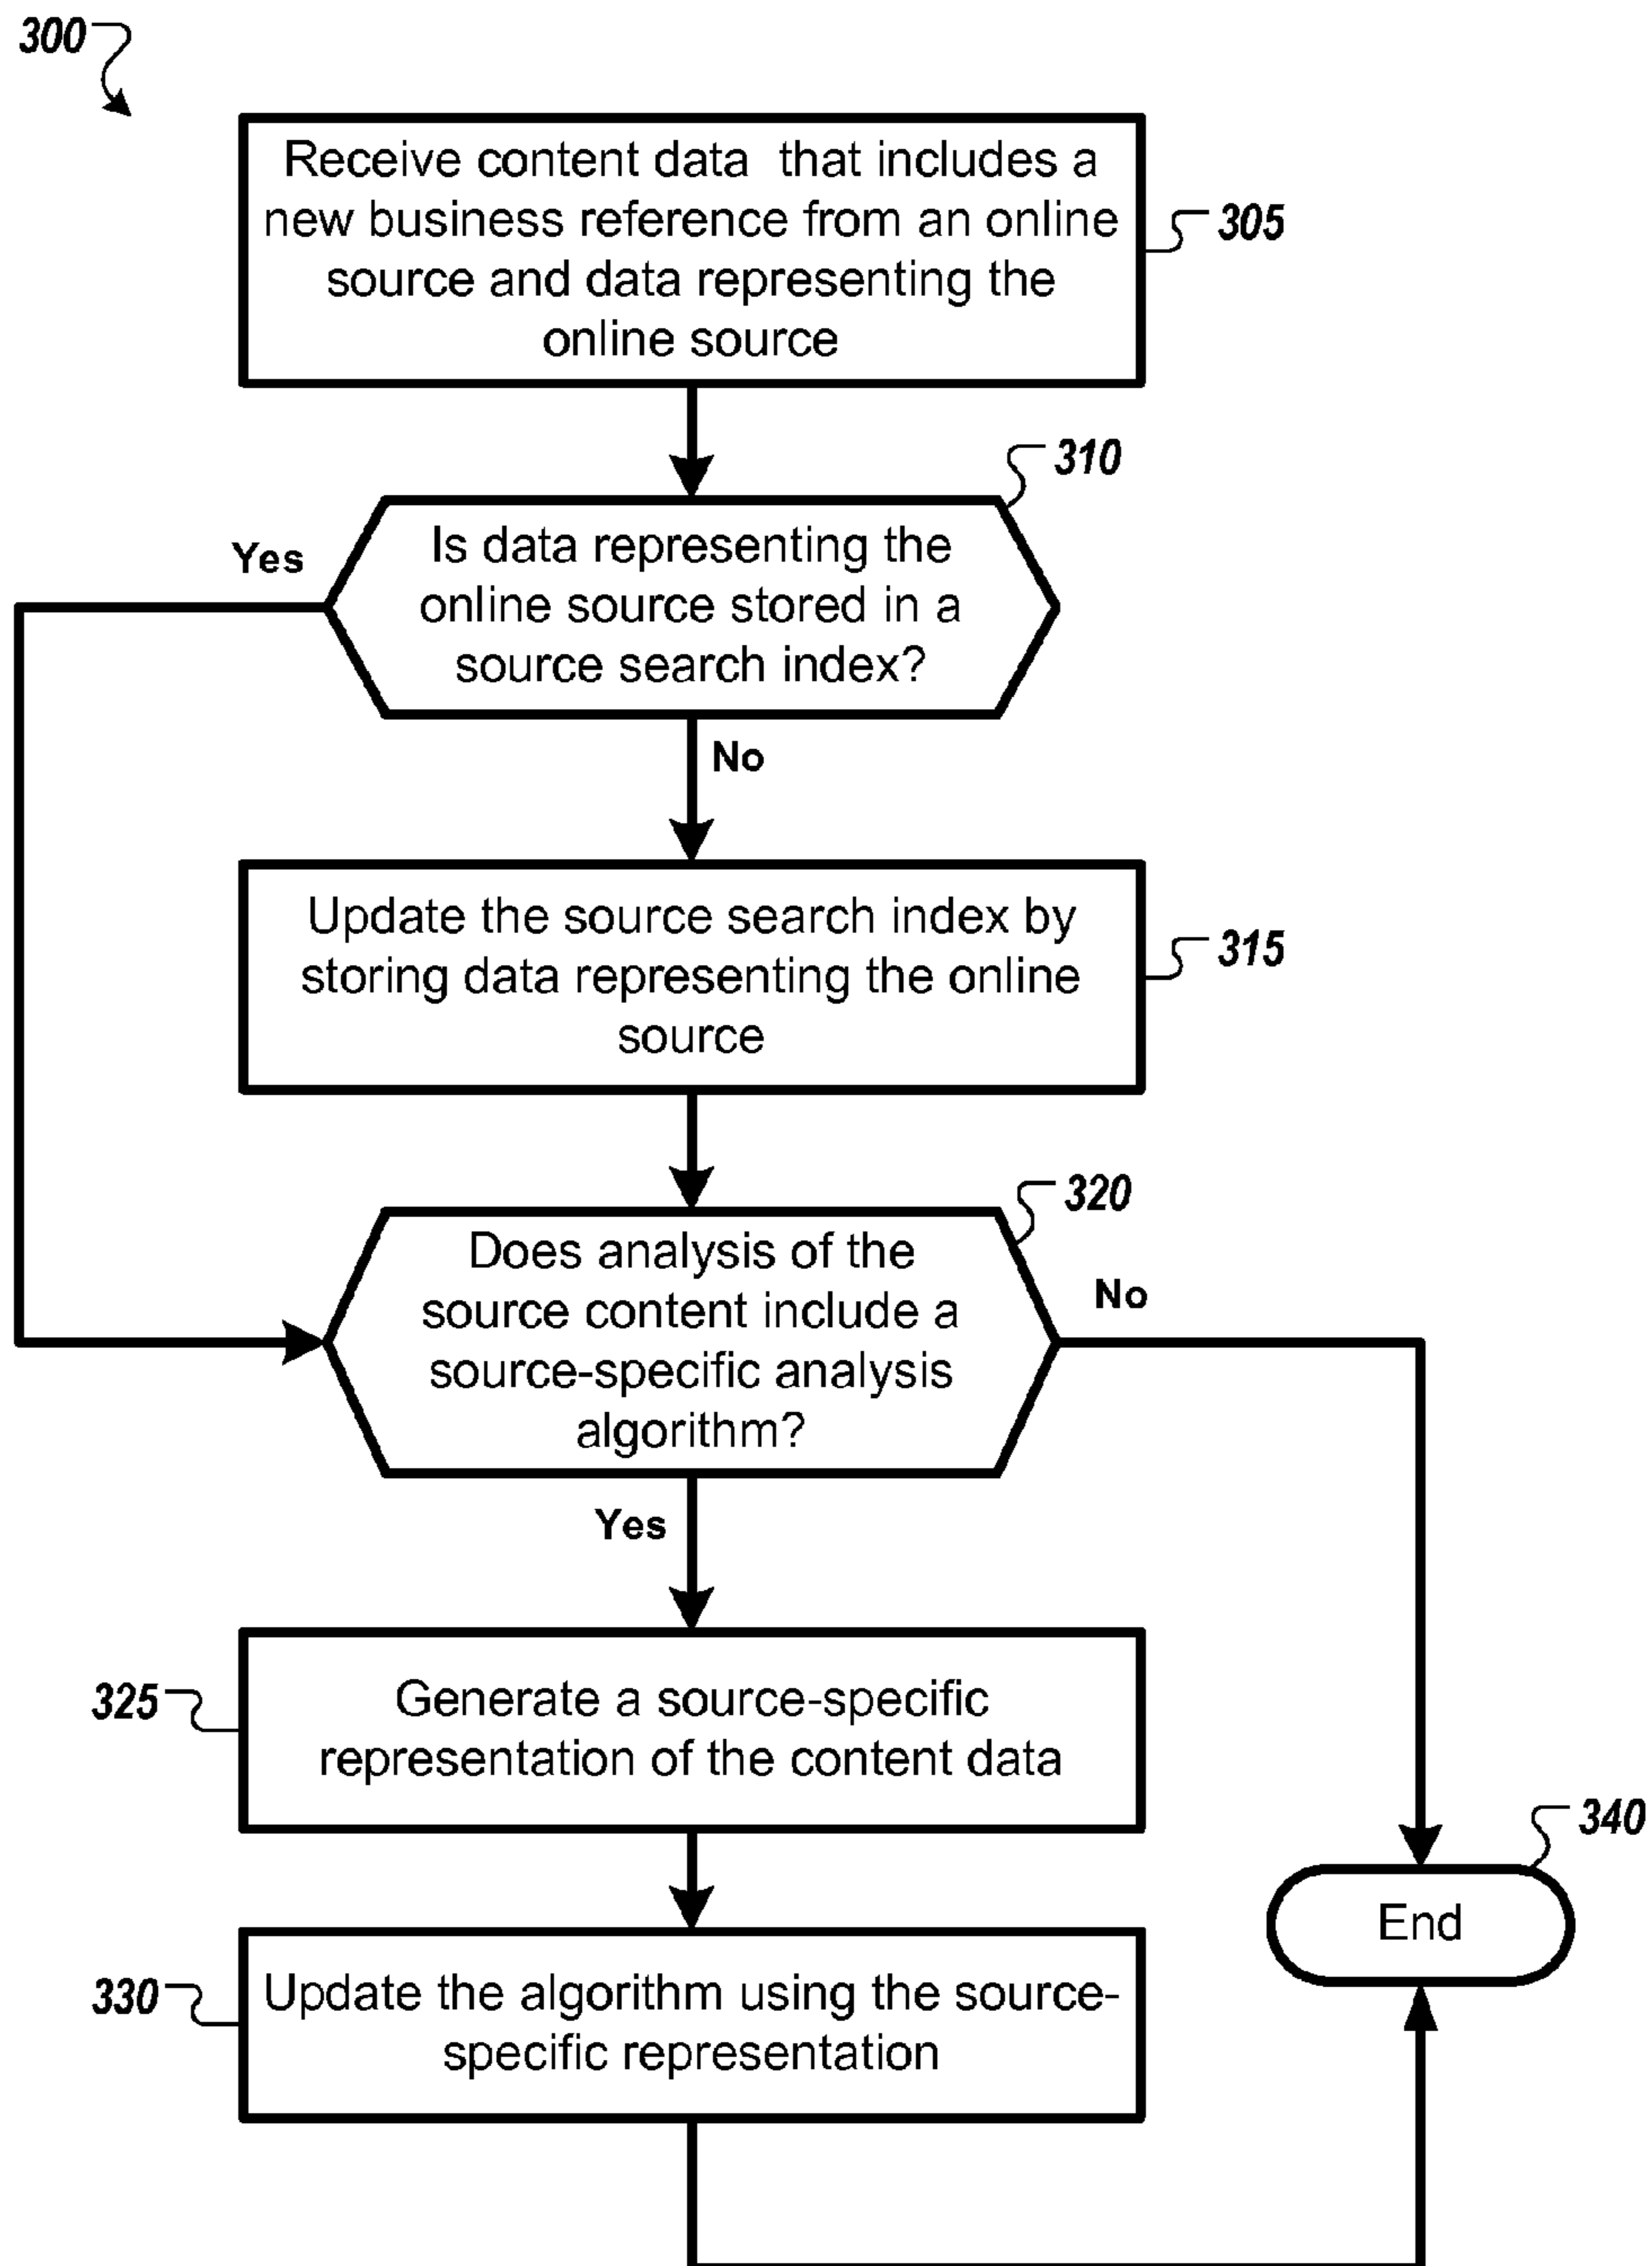 300
Receive content data that includes a
new business reference from an online
source and data representing the
online source
305
310
Is data representing the
online source stored in a
source search index?
Yes
No
Update the source search index by
storing data representing the online
source
315
320
Does analysis of the
source content include a
source-specific analysis
algorithm?
No
Yes
325
Generate a source-specific
representation of the content data
340
End
330
Update the algorithm using the source-
specific representation